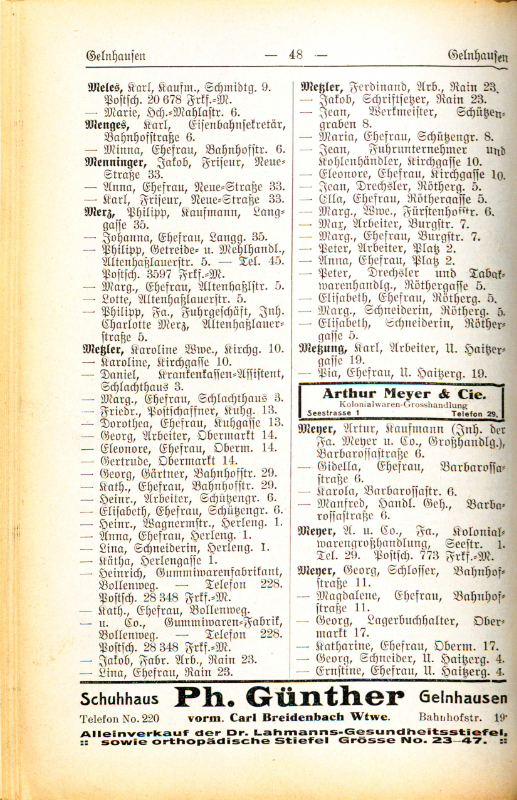 Gelnhausen — 48 — Gelnhausen
Meles, Karl, Kaufm., Schmidtg. 9.
Postsch. 20 678 Frkf.-M.
— Marie, Hch.-Mahlastr. 6.
Menges, Karl, Eisenbahnsekretär,
Bahnhofstraße 6.
— Minna, Ehefrau, Bahnhofstr. 6.
Menninger, Jakob, Friseur, Neue-
Straße 33.
— Anna, Ehefrau, Neue-Straße 33.
— Karl, Friseur, Neue-Straße 33.
Merz, Philipp, Kaufmann, Lang-
gasse 35.
— Johanna, Ehefrau, Langg. 35.
— Philipp, Getreide- u. Mehlhandl.,
Altenhaßlauerstr. 5. — Tel. 45.
Postsch. 3597 Frkf.-M.
— Marg., Ehefrau, Altenhaßlstr. 5.
— Lotte, Altenhaßlauerstr. 5.
— Philipp, Fa., Fuhrgeschäft, Inh.
Charlotte Merz, Altenhaßlauer-
straße 5.
Metzler, Karoline Wwe., Kirchg. 10.
— Karoline, Kirchgasse 10.
— Daniel, Krankenkassen-Assistent,
Schlachthaus 3.
— Marg., Ehefrau, Schlachthaus 3.
— Friedr., Postschaffner, Kuhg. 13.
— Dorothea, Ehefrau, Kuhgasse 13.
— Georg, Arbeiter, Obermarkt 14.
— Eleonore, Ehefrau, Oberm. 14.
— Gertrude, Obermarkt 14.
— Georg, Gärtner, Bahnhofstr. 29.
— Kath., Ehefrau, Bahnhofstr. 29.
— Heinr., Arbeiter, Schützengr. 6.
— Elisabeth, Ehefrau, Schützengr. 6.
— Heinr., Wagnermstr., Herleng. 1.
— Anna, Ehefrau, Herleng. 1.
— Lina, Schneiderin, Herleng. 1.
— Kätha, Herlengasse 1.
— Heinrich, Gummiwarenfabrikant,
Bollenweg. — Telefon 228.
Postsch. 28 348 Frkf.-M.
— Kath., Ehefrau, Bollenweg.
— u. Co., Gummiwaren-Fabrik,
Bollenweg. — Telefon 228.
Postsch. 28 348 Frkf.-M.
— Jakob, Fabr. Arb., Rain 23.
— Lina, Ehefrau, Rain 23.
Metzler, Ferdinand, Arb., Rain 23.
— Jakob, Schriftsetzer, Rain 23.
— Jean, Werkmeister, Schützen-
graben 8.
— Maria, Ehefrau, Schützengr. 8.
— Jean, Fuhrunternehmer und
Kohlenhändler, Kirchgasse 10.
— Eleonore, Ehefrau, Kirchgasse 10.
— Jean, Drechsler, Rötherg. 5.
— Ella, Ehefrau, Röthergasse 5.
— Marg., Wwe., Fürstenhofstr. 6.
— Max, Arbeiter, Burgstr. 7.
— Marg., Ehefrau, Burgstr. 7.
— Peter, Arbeiter, Platz 2.
— Anna, Ehefrau, Platz 2.
— Peter, Drechsler und Tabak-
warenhandlg., Röthergasse 5.
— Elisabeth, Ehefrau, Rötherg. 5.
— Marg., Schneiderin, Rötherg. 5.
— Elisabeth, Schneiderin, Röther-
gasse 5.
Metzung, Karl, Arbeiter, U. Haitzer-
gasse 19.
— Pia, Ehefrau, U. Haitzerg. 19.
Arthur Meyer & Cie.
Kolonialwaren-Grosshandlung
Seestrasse 1 Telefon 29.
Meyer, Artur, Kaufmann (Inh. der
Fa. Meyer u. Co., Großhandlg.),
Barbarossastraße 6.
— Gidella, Ehefrau, Barbarossa-
straße 6.
— Karola, Barbarossastr. 6.
— Manfred, Handl. Geh., Barba-
rossastraße 6.
Meyer, A. u. Co., Fa., Kolonial-
warengroßhandlung, Seestr. 1.
Tel. 29. Postsch. 773 Frkf.-M.
Meyer, Georg, Schlosser, Bahnhof-
straße 11.
— Magdalene, Ehefrau, Bahnhof-
straße 11.
— Georg, Lagerbuchhalter, Ober-
markt 17.
— Katharine, Ehefrau, Oberm. 17.
— Georg, Schneider, U. Haitzerg. 4.
— Ernstine, Ehefrau, U. Haitzerg. 4.
Schuhhaus Ph. Günther Gelnhausen
Telefon No. 220 vorm. Carl Breidenbach Wtwe. Bahnhofstr. 19
Alleinverkauf der Dr. Lahmanns-Gesundheitsstiefel,
:: sowie orthopädische Stiefel Grösse No. 23—47. ::